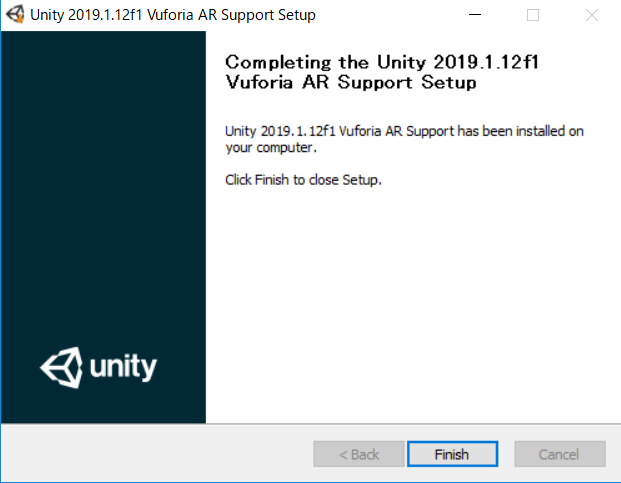 Unity 2019.1.12f1 Vuforia AR Support Setup
Completing the Unity 2019.1.12f1
Vuforia AR Support Setup
Unity 2019.1.12f1 Vuforia AR Support has been installed on
your computer.
Click Finish to close Setup.
unity
< Back
Finish
Cancel